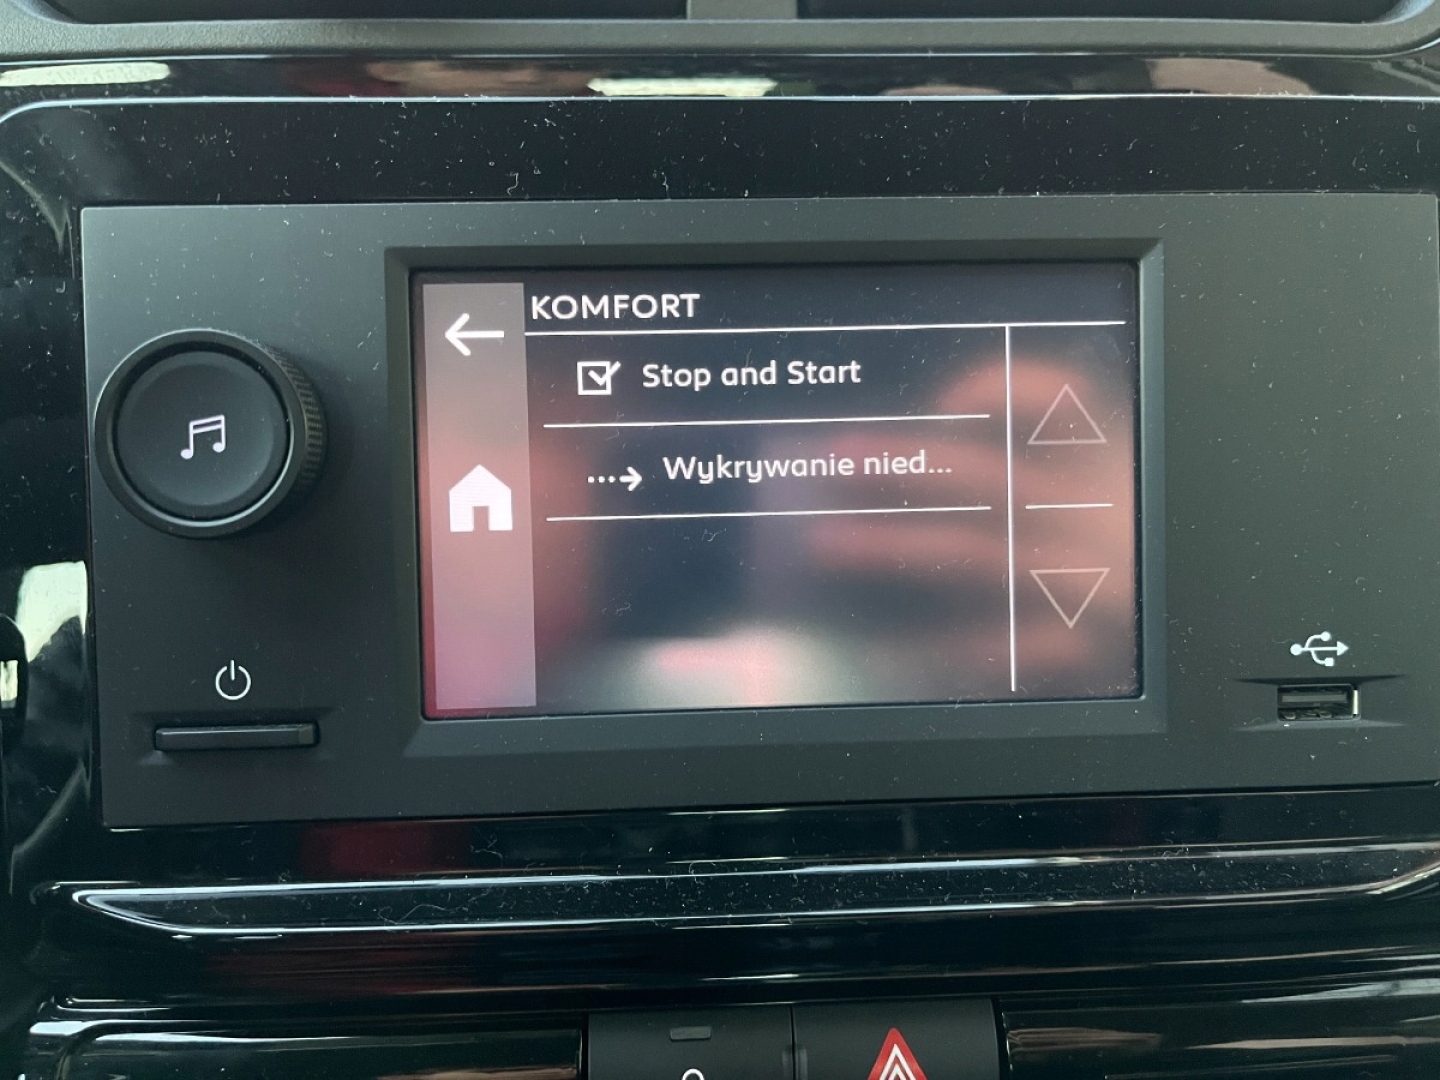 KOMFORT
Stop and Start
Wykrywanie nied...